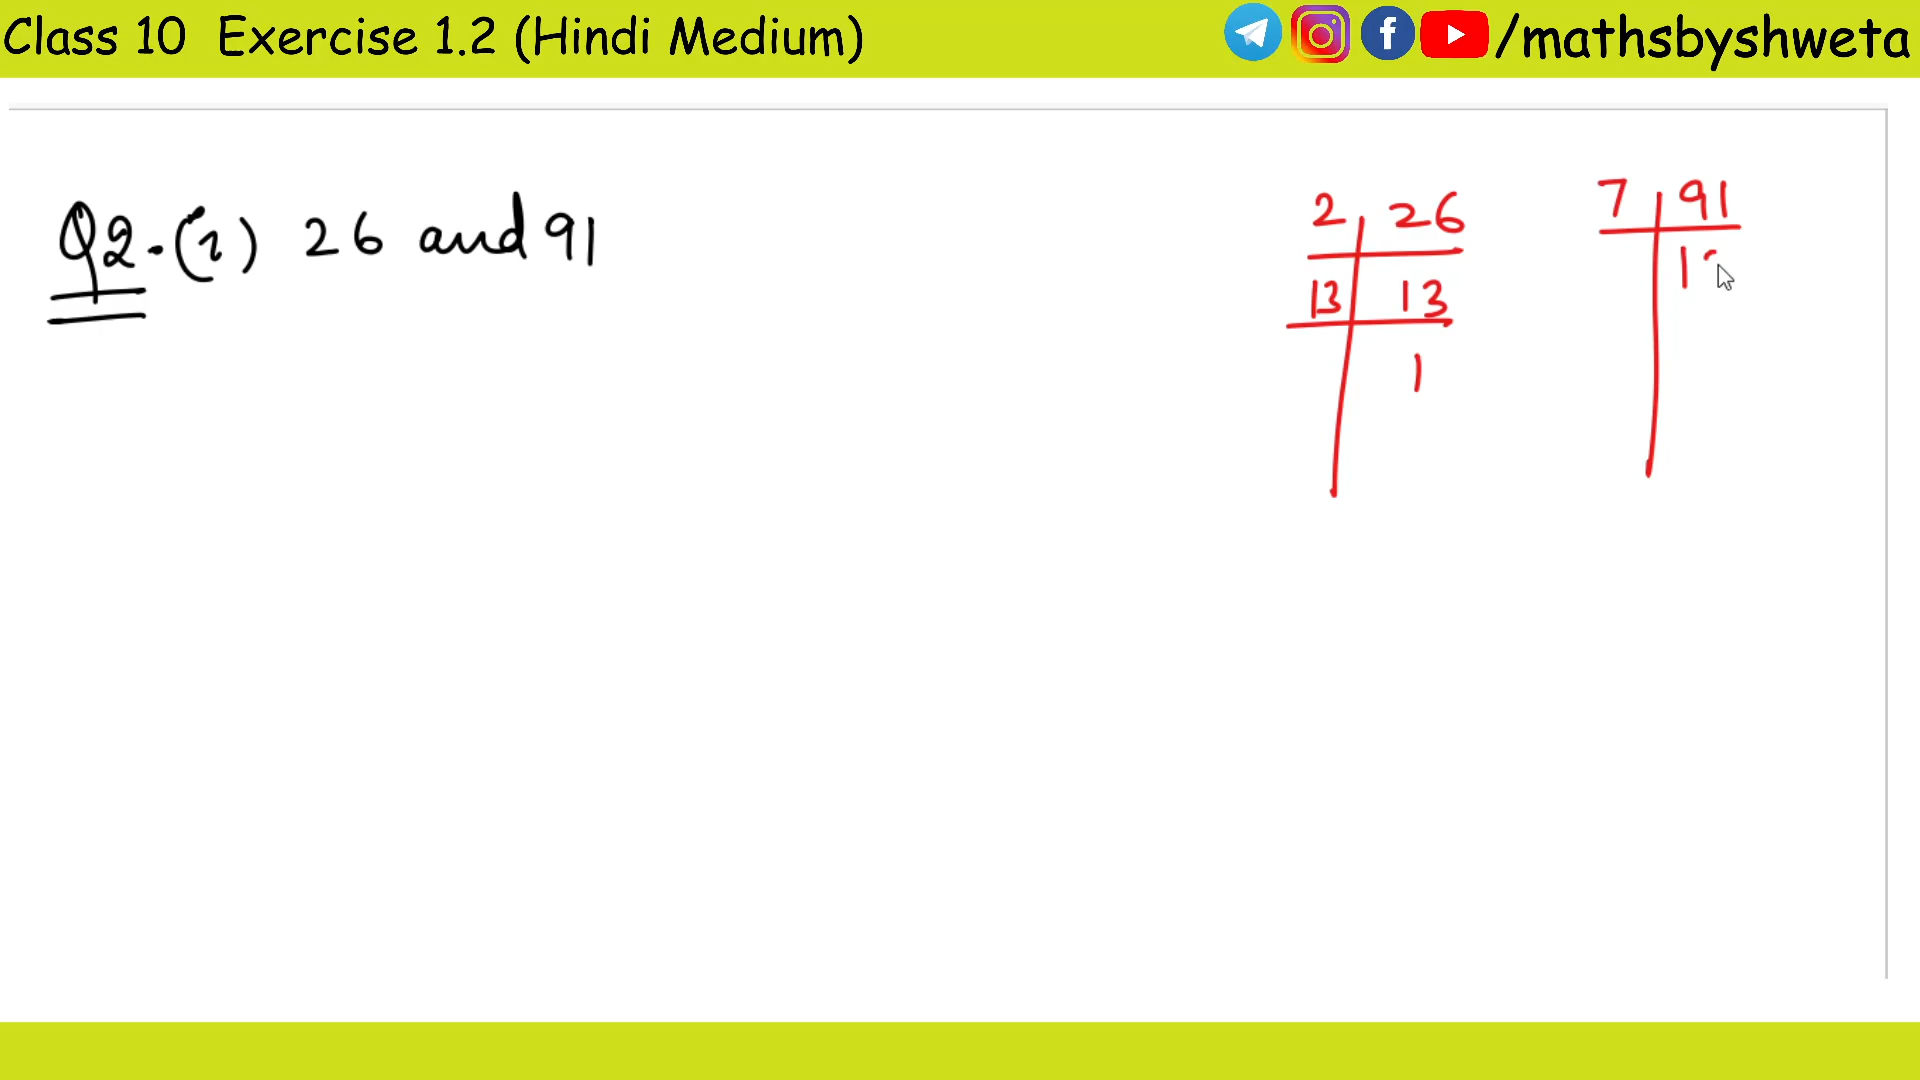 Class 10 Exercise 1.2 (Hindi Medium)
/mathsbyshweta
Q2.(i) 26 and 91
2 26
13 13
1
7 91
1